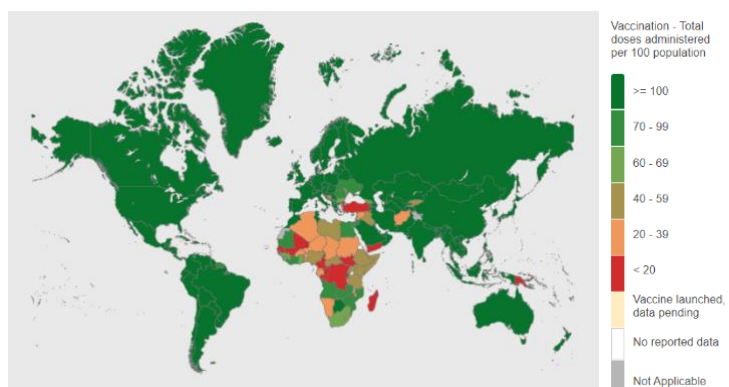 Vaccination - Total
doses administered
per 100 population
>= 100
70 - 99
60 - 69
40 - 59
20 - 39
< 20
Vaccine launched,
data pending
No reported data
Not Applicable